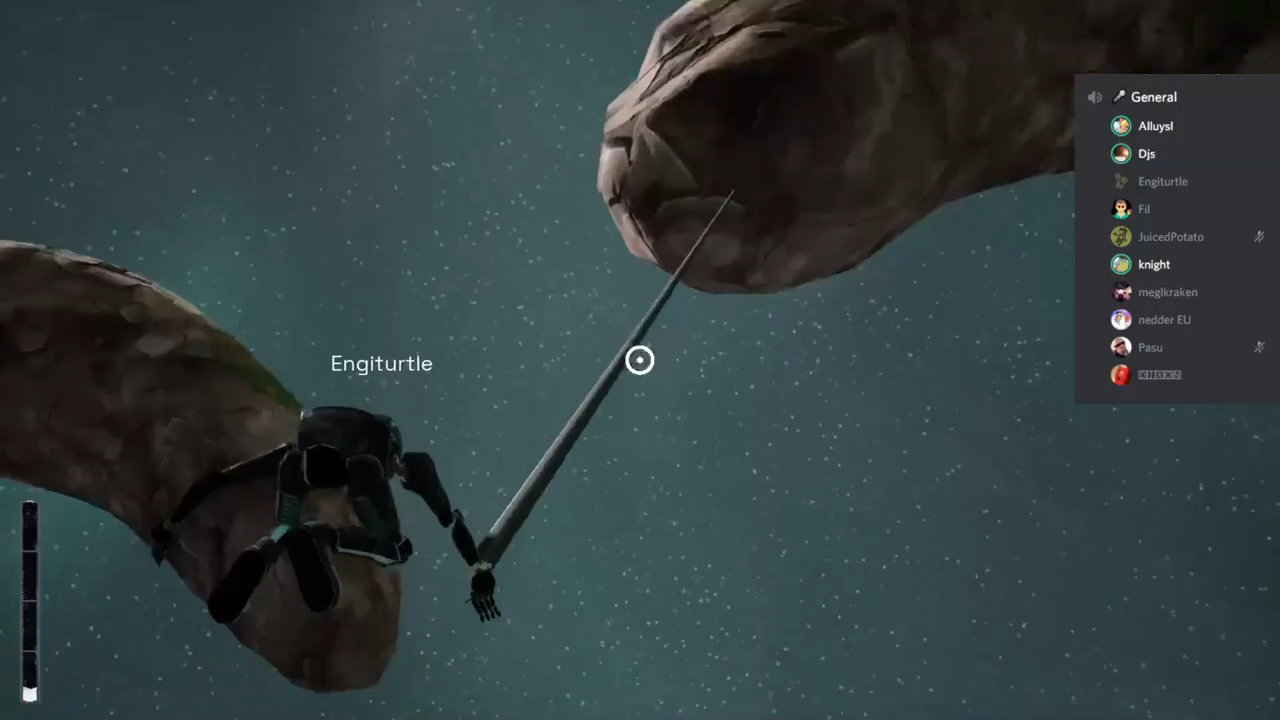 General
Alluysl
Djs
Engiturtle
Fil
JuicedPotato
knight
meglkraken
nedder EU
Pasu
Engiturtle